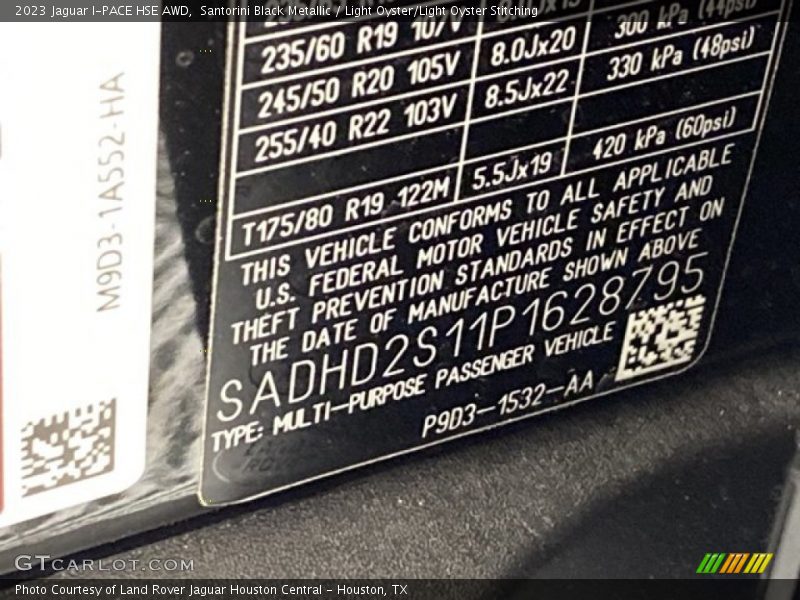 2023 Jaguar I-PACE HSE AWD,  Santorini Black Metallic / Light Oyster/Light Oyster Stitching
235/60 R19 107V 8.0Jx20 300 kPa (44psi)
245/50 R20 105V 8.5Jx22 330 kPa (48psi)
255/40 R22 103V
T175/80 R19 122M 5.5Jx19 420 kPa (60psi)
THIS VEHICLE CONFORMS TO ALL APPLICABLE
U.S. FEDERAL MOTOR VEHICLE SAFETY AND
THEFT PREVENTION STANDARDS IN EFFECT ON
THE DATE OF MANUFACTURE SHOWN ABOVE
SADHD2S11P1628795
TYPE: MULTI-PURPOSE PASSENGER VEHICLE
P9D3-1532-AA
M9D3-1A552-HA
GTCARLOT.COM
Photo Courtesy of Land Rover Jaguar Houston Central - Houston, TX